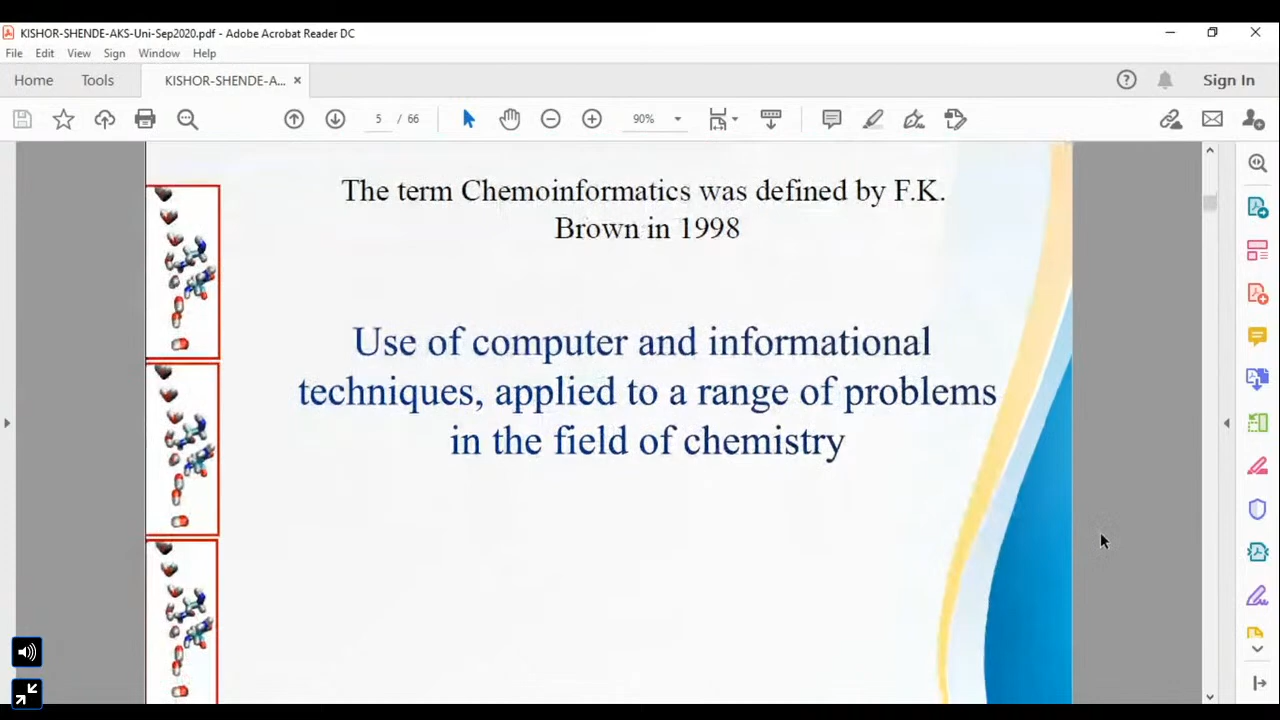 KISHOR-SHENDE-AKS-Uni-Sep2020.pdf - Adobe Acrobat Reader DC
File Edit View Sign Window Help
Home Tools KISHOR-SHENDE-A... × Sign In
5 / 66 90%
The term Chemoinformatics was defined by F.K.
Brown in 1998
Use of computer and informational
techniques, applied to a range of problems
in the field of chemistry